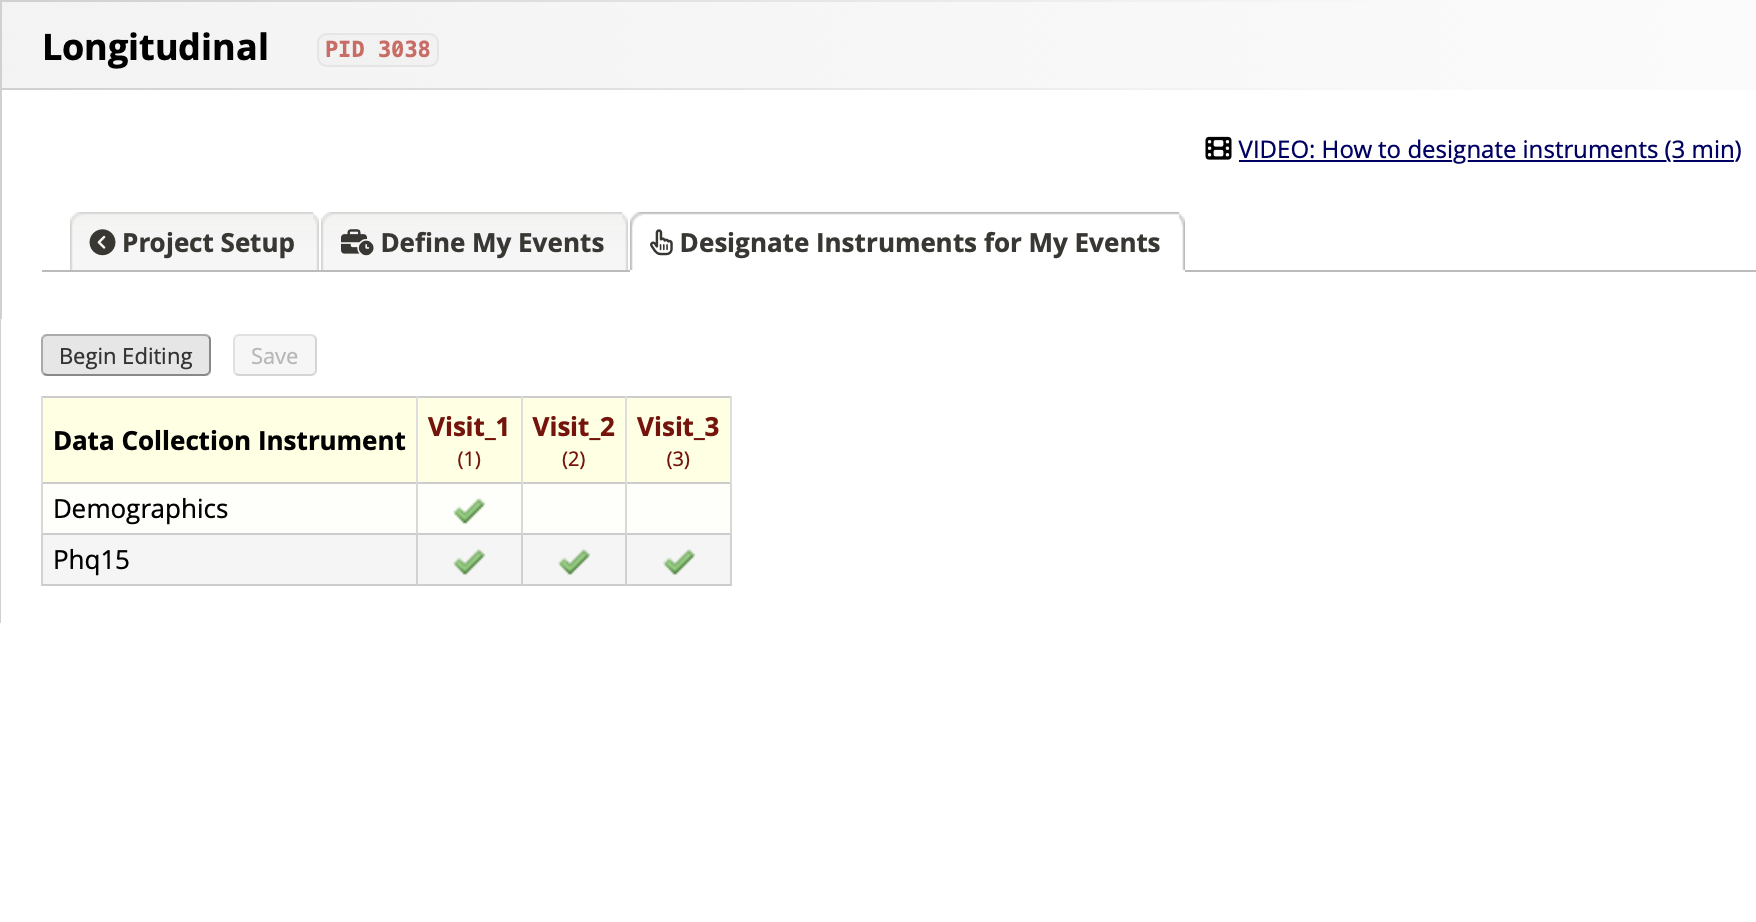 Longitudinal PID 3038
VIDEO: How to designate instruments (3 min)
Project Setup Define My Events Designate Instruments for My Events
Begin Editing Save
Data Collection Instrument Visit_1 Visit_2 Visit_3
(1) (2) (3)
Demographics
Phq15